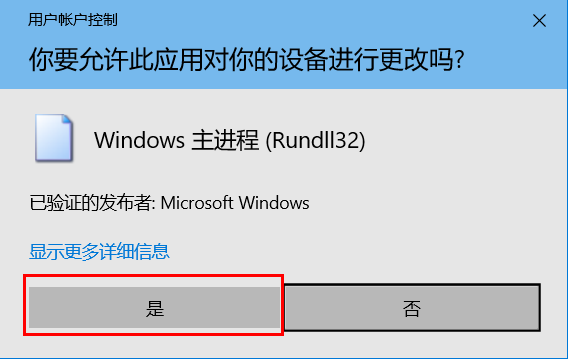 用户帐户控制
你要允许此应用对你的设备进行更改吗?
Windows 主进程 (Rundll32)
已验证的发布者: Microsoft Windows
显示更多详细信息
是
否